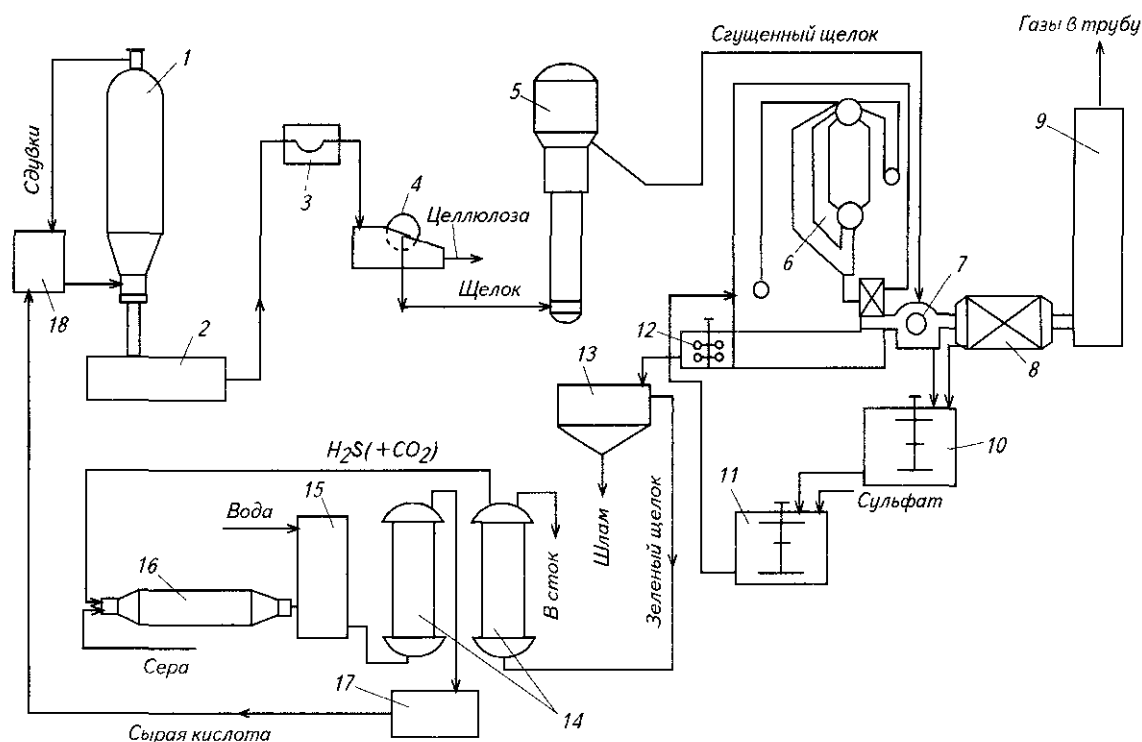 Сгущенный щелок
Газы в трубу
1
5
9
Сдувки
3
4
Целлюлоза
6
7
Щелок
18
2
12
8
13
10
H₂S(+CO₂)
11
Сульфат
15
Вода
Шлам
Зеленый щелок
В сток
16
Сера
17
14
Сырая кислота